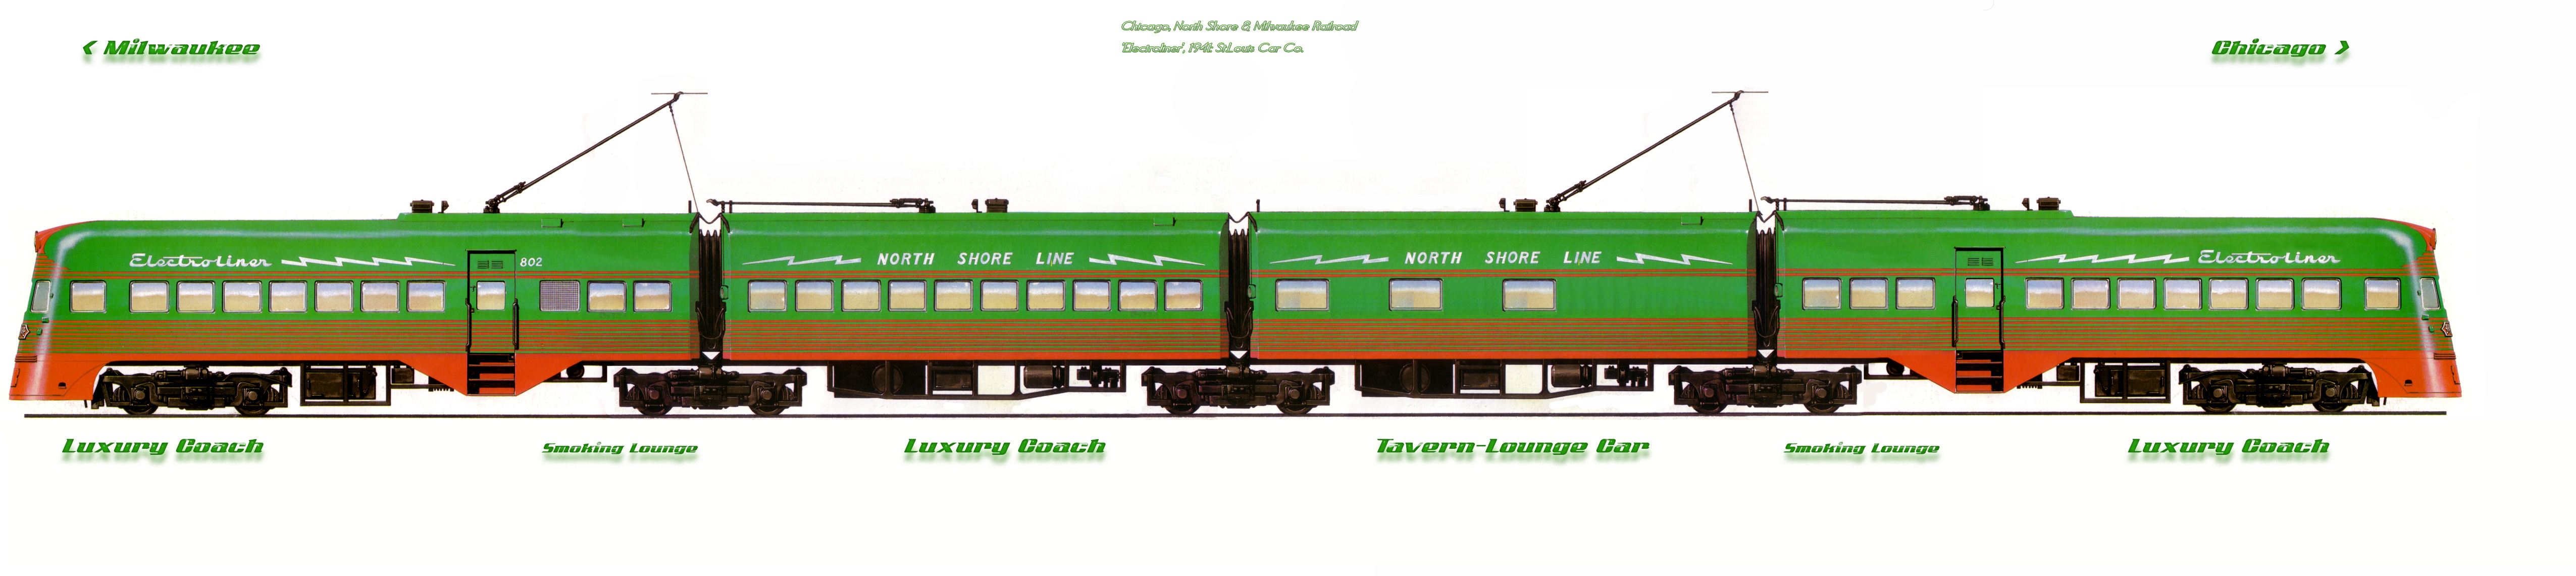 Chicago, North Shore & Milwaukee Railroad
'Electroliner', 1941: St.Louis Car Co.
< Milwaukee
Chicago >
Electroliner
802
NORTH SHORE LINE
NORTH SHORE LINE
Electroliner
Luxury Coach
Smoking Lounge
Luxury Coach
Tavern-Lounge Car
Smoking Lounge
Luxury Coach